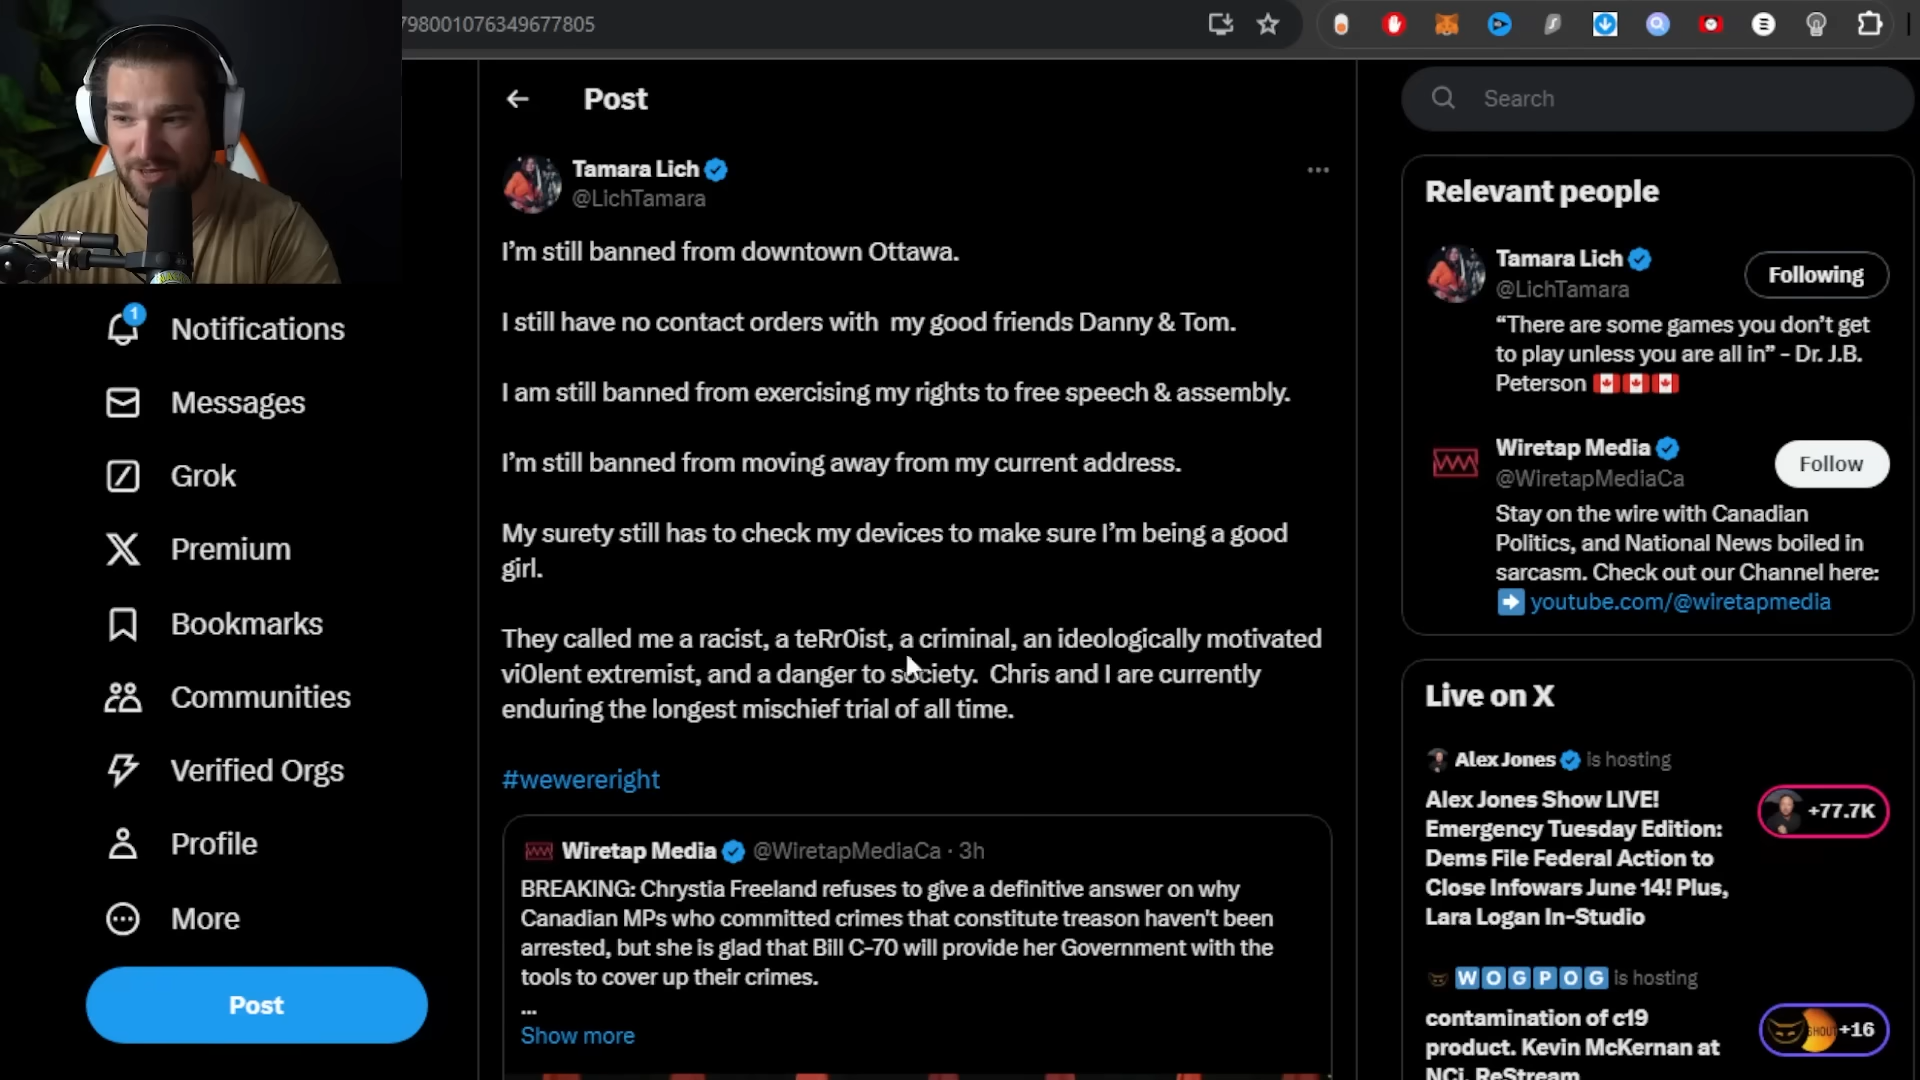 798001076349677805
Post
Search
Tamara Lich
@LichTamara
I'm still banned from downtown Ottawa.
I still have no contact orders with my good friends Danny & Tom.
I am still banned from exercising my rights to free speech & assembly.
I'm still banned from moving away from my current address.
My surety still has to check my devices to make sure I'm being a good
girl.
They called me a racist, a teRr0ist, a criminal, an ideologically motivated
vi0lent extremist, and a danger to society. Chris and I are currently
enduring the longest mischief trial of all time.
#wewereright
Wiretap Media @WiretapMediaCa · 3h
BREAKING: Chrystia Freeland refuses to give a definitive answer on why
Canadian MPs who committed crimes that constitute treason haven't been
arrested, but she is glad that Bill C-70 will provide her Government with the
tools to cover up their crimes.
...
Show more
1
Notifications
Messages
Grok
Premium
Bookmarks
Communities
Verified Orgs
Profile
More
Post
Relevant people
Tamara Lich
@LichTamara
Following
“There are some games you don't get
to play unless you are all in” - Dr. J.B.
Peterson
Wiretap Media
@WiretapMediaCa
Follow
Stay on the wire with Canadian
Politics, and National News boiled in
sarcasm. Check out our Channel here:
youtube.com/@wiretapmedia
Live on X
Alex Jones is hosting
Alex Jones Show LIVE!
Emergency Tuesday Edition:
Dems File Federal Action to
Close Infowars June 14! Plus,
Lara Logan In-Studio
+77.7K
WOGPOG is hosting
contamination of c19
product. Kevin McKernan at
NCi. ReStream
+16